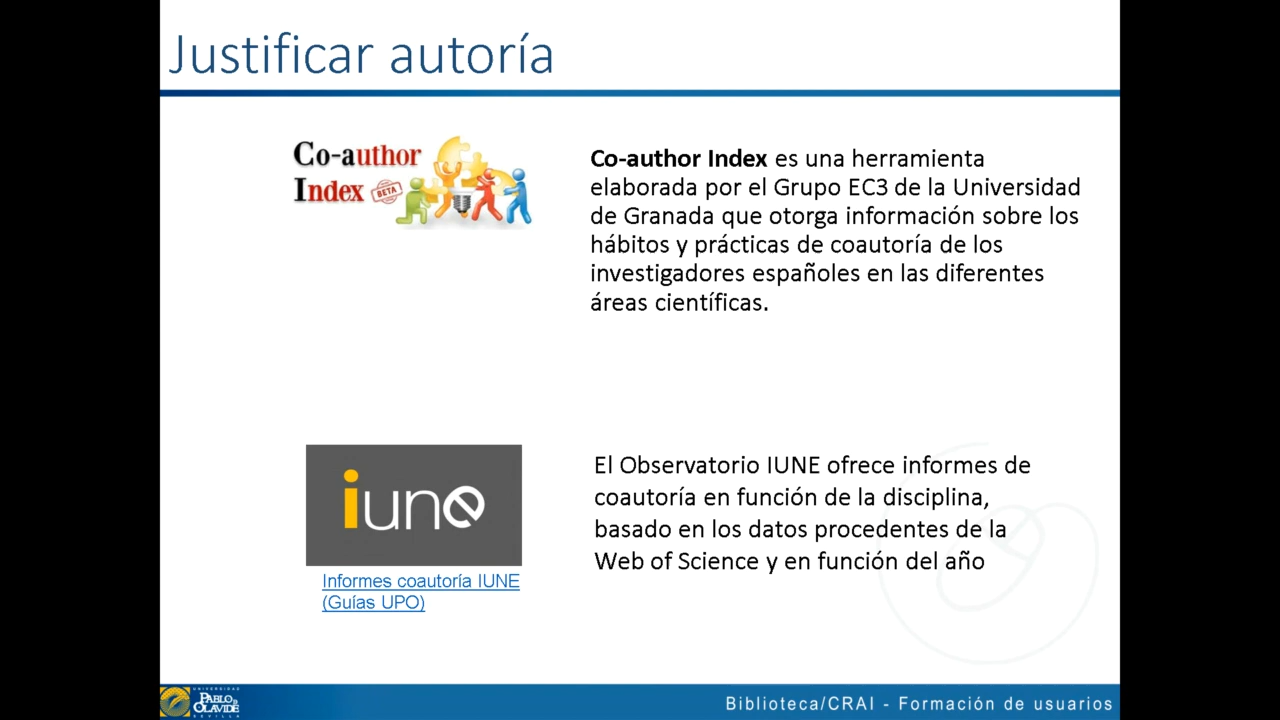 Justificar autoría
Co-author
Index BETA
Co-author Index es una herramienta
elaborada por el Grupo EC3 de la Universidad
de Granada que otorga información sobre los
hábitos y prácticas de coautoría de los
investigadores españoles en las diferentes
áreas científicas.
iune
Informes coautoría IUNE
(Guías UPO)
El Observatorio IUNE ofrece informes de
coautoría en función de la disciplina,
basado en los datos procedentes de la
Web of Science y en función del año
UNIVERSIDAD
PABLO DE
OLAVIDE
SEVILLA
Biblioteca/CRAI - Formación de usuarios